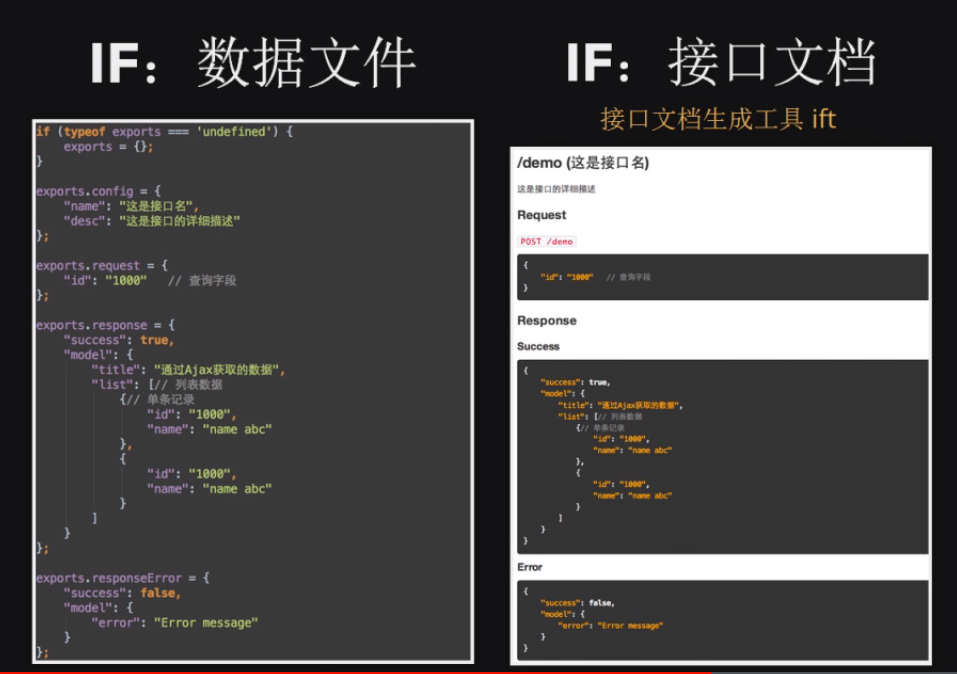 IF：数据文件
if (typeof exports === 'undefined') {
    exports = {};
}
exports.config = {
    "name": "这是接口名",
    "desc": "这是接口的详细描述"
};
exports.request = {
    "id": "1000"   // 查询字段
};
exports.response = {
    "success": true,
    "model": {
        "title": "通过Ajax获取的数据",
        "list": [// 列表数据
            {// 单条记录
                "id": "1000",
                "name": "name abc"
            },
            {
                "id": "1000",
                "name": "name abc"
            }
        ]
    }
};
exports.responseError = {
    "success": false,
    "model": {
        "error": "Error message"
    }
};
IF：接口文档
接口文档生成工具 ift
/demo (这是接口名)
这是接口的详细描述
Request
POST /demo
{
    "id": "1000"   // 查询字段
}
Response
Success
{
    "success": true,
    "model": {
        "title": "通过Ajax获取的数据",
        "list": [// 列表数据
            {// 单条记录
                "id": "1000",
                "name": "name abc"
            },
            {
                "id": "1000",
                "name": "name abc"
            }
        ]
    }
}
Error
{
    "success": false,
    "model": {
        "error": "Error message"
    }
}